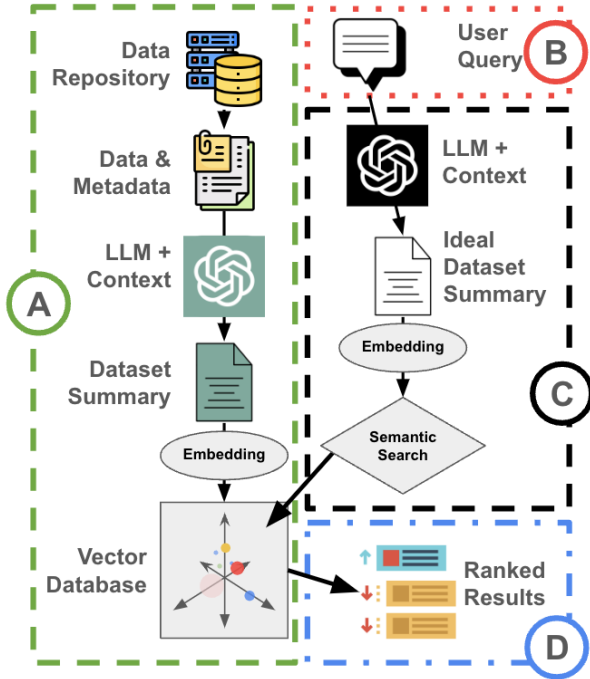 Data
Repository
Data &
Metadata
LLM +
Context
A
Dataset
Summary
Embedding
Vector
Database
User
Query
B
LLM +
Context
Ideal
Dataset
Summary
Embedding
C
Semantic
Search
Ranked
Results
D